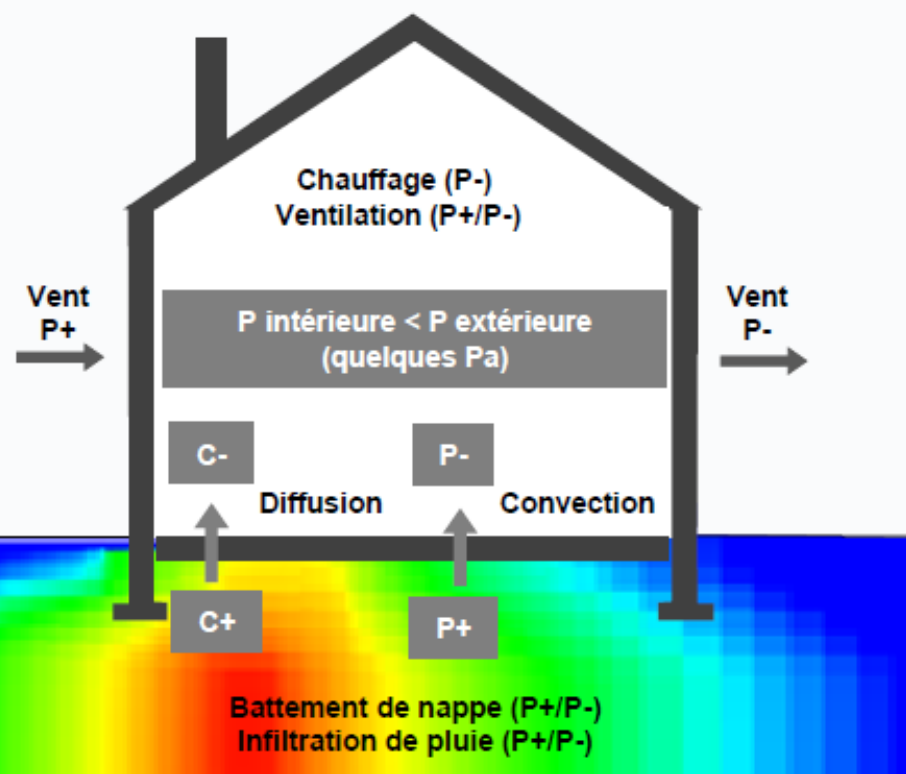 Chauffage (P-)
Ventilation (P+/P-)
Vent
P+
P intérieure < P extérieure
(quelques Pa)
Vent
P-
C-
P-
Diffusion
Convection
C+
P+
Battement de nappe (P+/P-)
Infiltration de pluie (P+/P-)